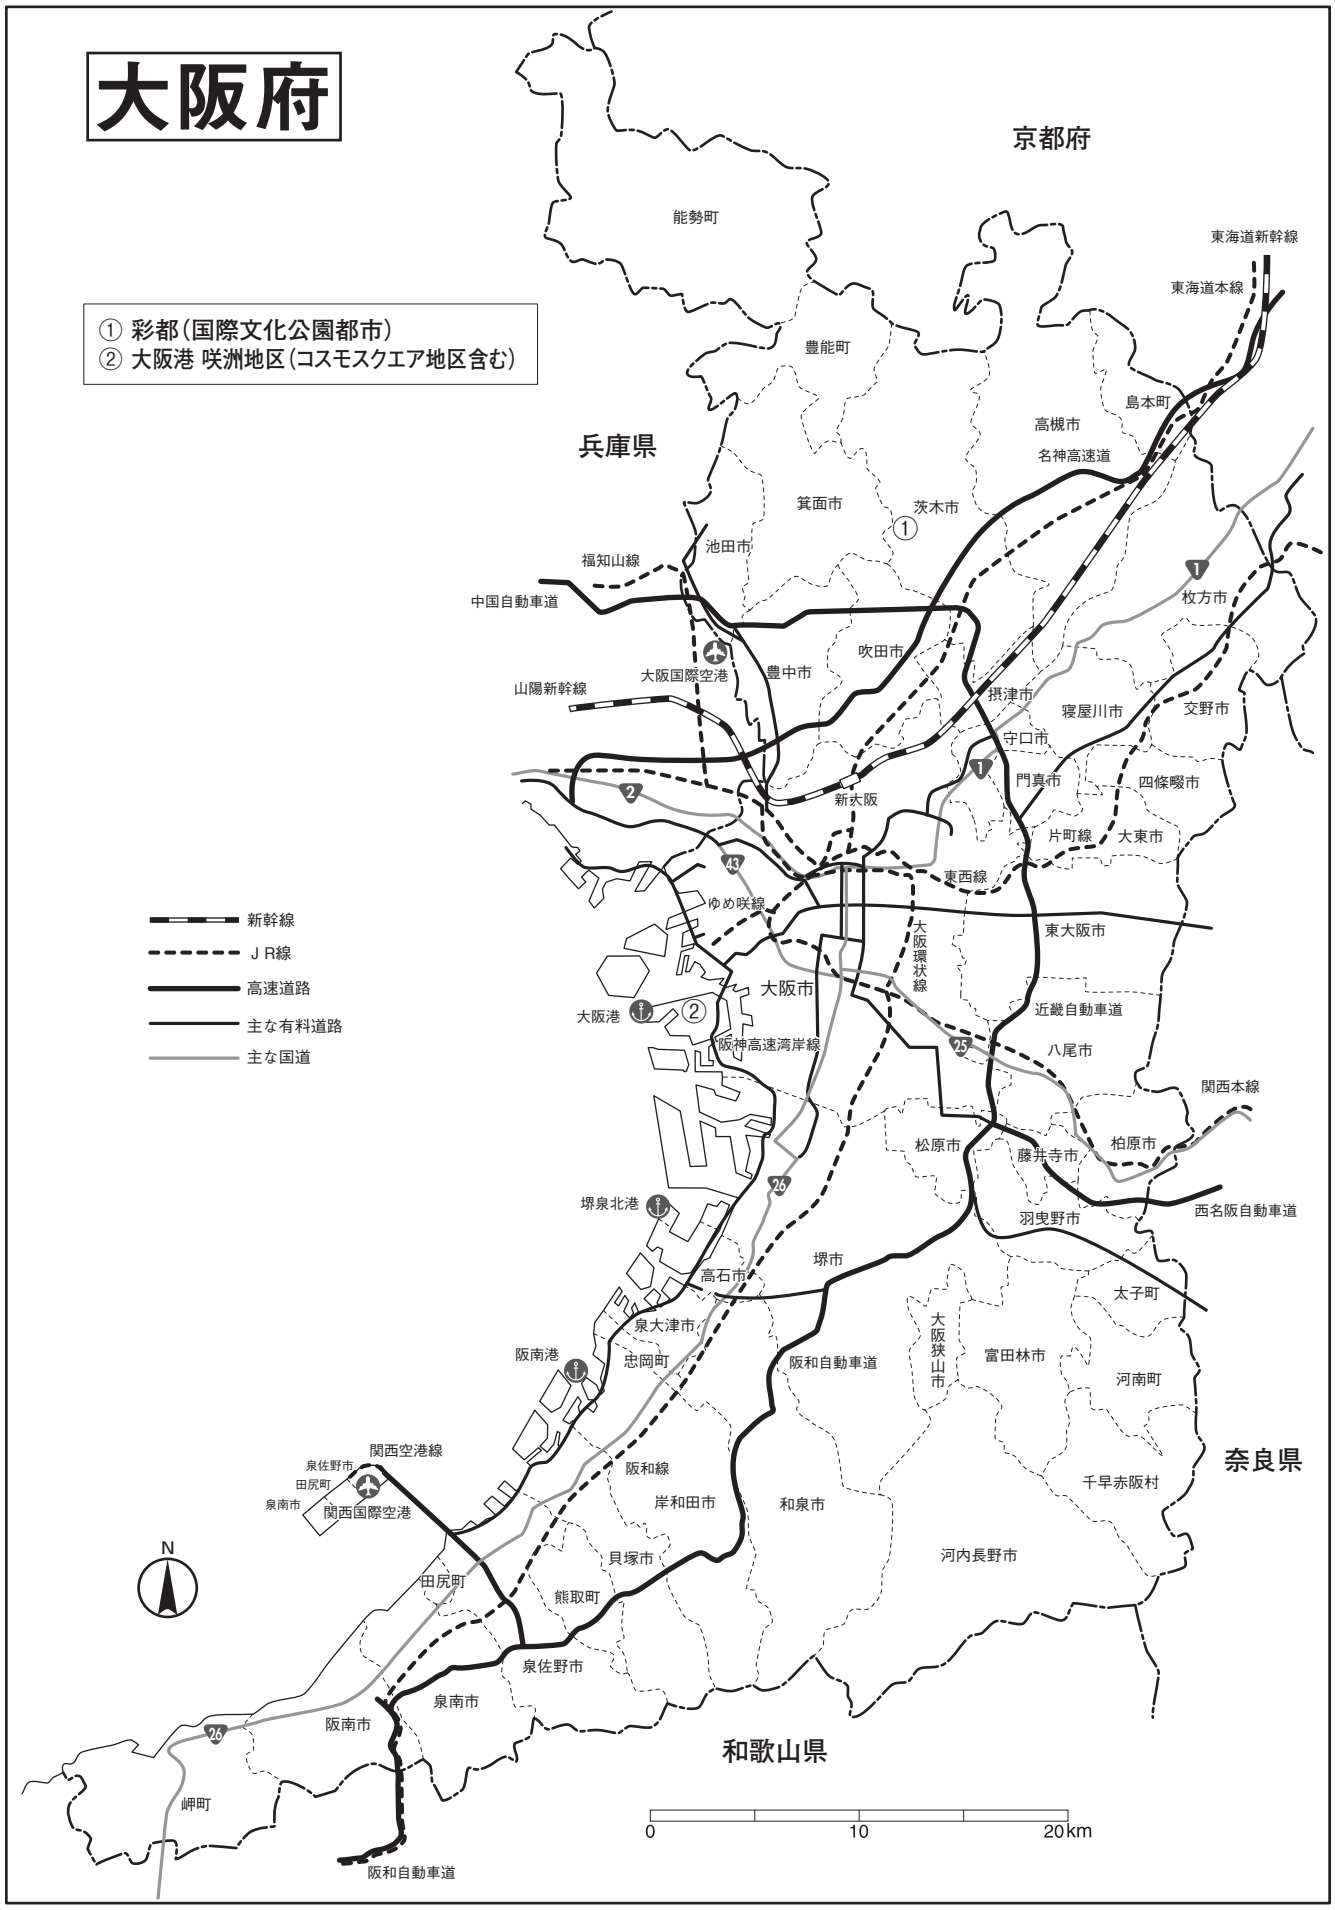 大阪府
京都府
能勢町
東海道新幹線
東海道本線
① 彩都（国際文化公園都市）
② 大阪港 咲洲地区（コスモスクエア地区含む）
豊能町
島本町
高槻市
兵庫県
名神高速道
箕面市
茨木市
①
池田市
福知山線
1
中国自動車道
枚方市
吹田市
大阪国際空港
豊中市
山陽新幹線
摂津市
寝屋川市
交野市
守口市
1
門真市
四條畷市
2
新大阪
片町線
大東市
43
東西線
ゆめ咲線
新幹線
大阪環状線
東大阪市
ＪＲ線
高速道路
大阪市
主な有料道路
大阪港
②
近畿自動車道
阪神高速湾岸線
25
八尾市
主な国道
関西本線
松原市
藤井寺市
柏原市
26
堺泉北港
羽曳野市
西名阪自動車道
堺市
高石市
太子町
泉大津市
大阪狭山市
阪南港
忠岡町
阪和自動車道
富田林市
河南町
関西空港線
泉佐野市
田尻町
泉南市
関西国際空港
阪和線
奈良県
岸和田市
和泉市
千早赤阪村
N
貝塚市
河内長野市
田尻町
熊取町
泉佐野市
泉南市
阪南市
26
和歌山県
岬町
0
10
20km
阪和自動車道